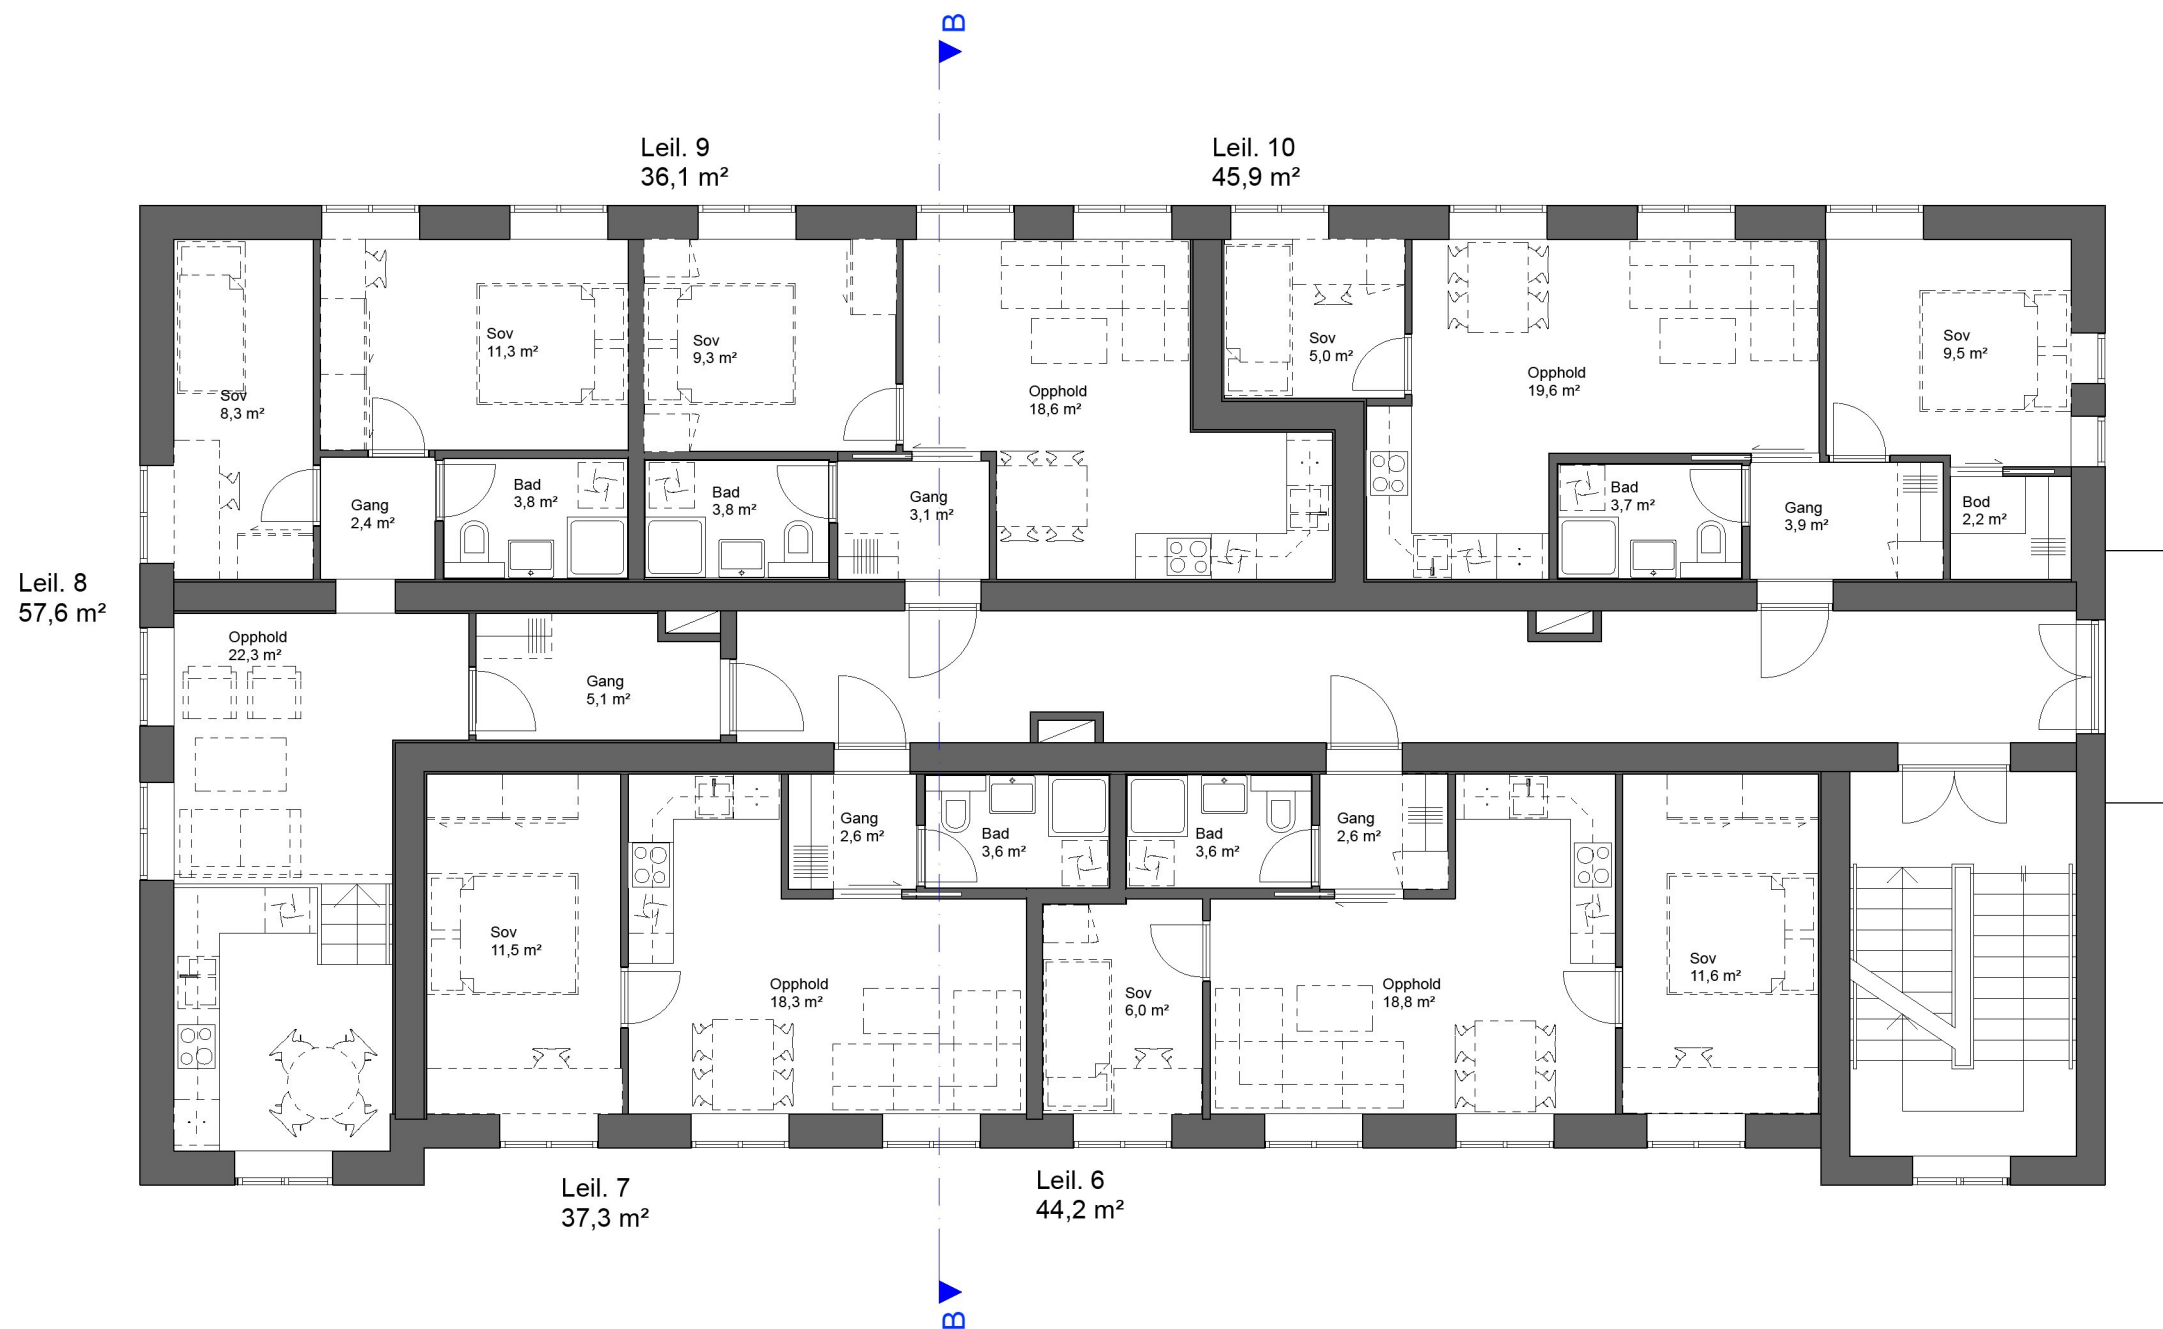 B
Leil. 9
36,1 m²
Leil. 10
45,9 m²
Sov
11,3 m²
Sov
9,3 m²
Sov
5,0 m²
Sov
9,5 m²
Opphold
18,6 m²
Opphold
19,6 m²
Sov
8,3 m²
Gang
2,4 m²
Bad
3,8 m²
Bad
3,8 m²
Gang
3,1 m²
Bad
3,7 m²
Gang
3,9 m²
Bod
2,2 m²
Leil. 8
57,6 m²
Opphold
22,3 m²
Gang
5,1 m²
Gang
2,6 m²
Bad
3,6 m²
Bad
3,6 m²
Gang
2,6 m²
Sov
11,5 m²
Opphold
18,3 m²
Sov
6,0 m²
Opphold
18,8 m²
Sov
11,6 m²
Leil. 7
37,3 m²
Leil. 6
44,2 m²
B